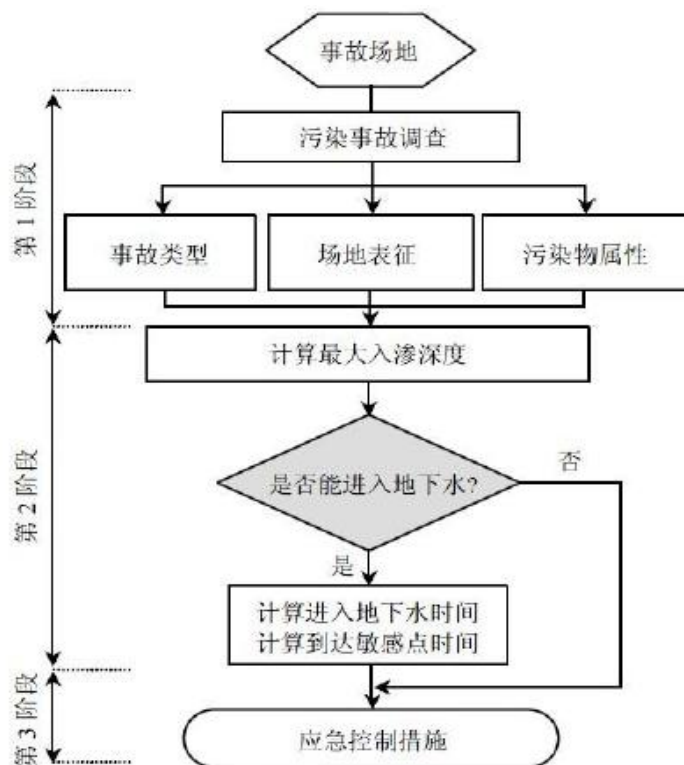 事故场地
第1阶段
污染事故调查
事故类型
场地表征
污染物属性
第2阶段
计算最大入渗深度
是否能进入地下水?
否
是
计算进入地下水时间
计算到达敏感点时间
第3阶段
应急控制措施